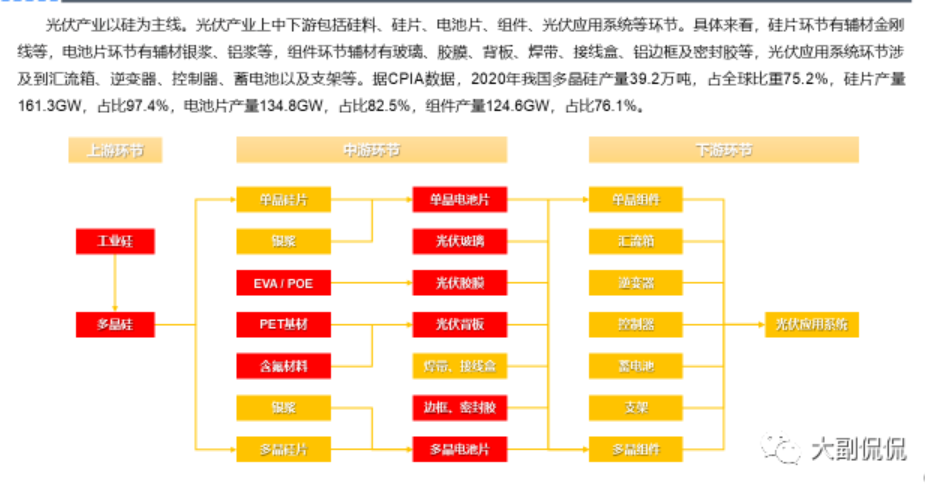 光伏产业以硅为主线。光伏产业上中下游包括硅料、硅片、电池片、组件、光伏应用系统等环节。具体来看，硅片环节有辅材金刚
线等，电池片环节有辅材银浆、铝浆等，组件环节辅材有玻璃、胶膜、背板、焊带、接线盒、铝边框及密封胶等，光伏应用系统环节涉
及到汇流箱、逆变器、控制器、蓄电池以及支架等。据CPIA数据，2020年我国多晶硅产量39.2万吨，占全球比重75.2%，硅片产量
161.3GW，占比97.4%，电池片产量134.8GW，占比82.5%，组件产量124.6GW，占比76.1%。
上游环节
中游环节
下游环节
单晶硅片
单晶电池片
单晶组件
工业硅
银浆
光伏玻璃
汇流箱
EVA / POE
光伏胶膜
逆变器
多晶硅
PET基材
光伏背板
控制器
光伏应用系统
含氟材料
焊带、接线盒
蓄电池
银浆
边框、密封胶
支架
多晶硅片
多晶电池片
多晶组件
大副侃侃